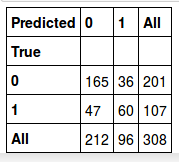 Predicted 0 1 All
True
0 165 36 201
1 47 60 107
All 212 96 308